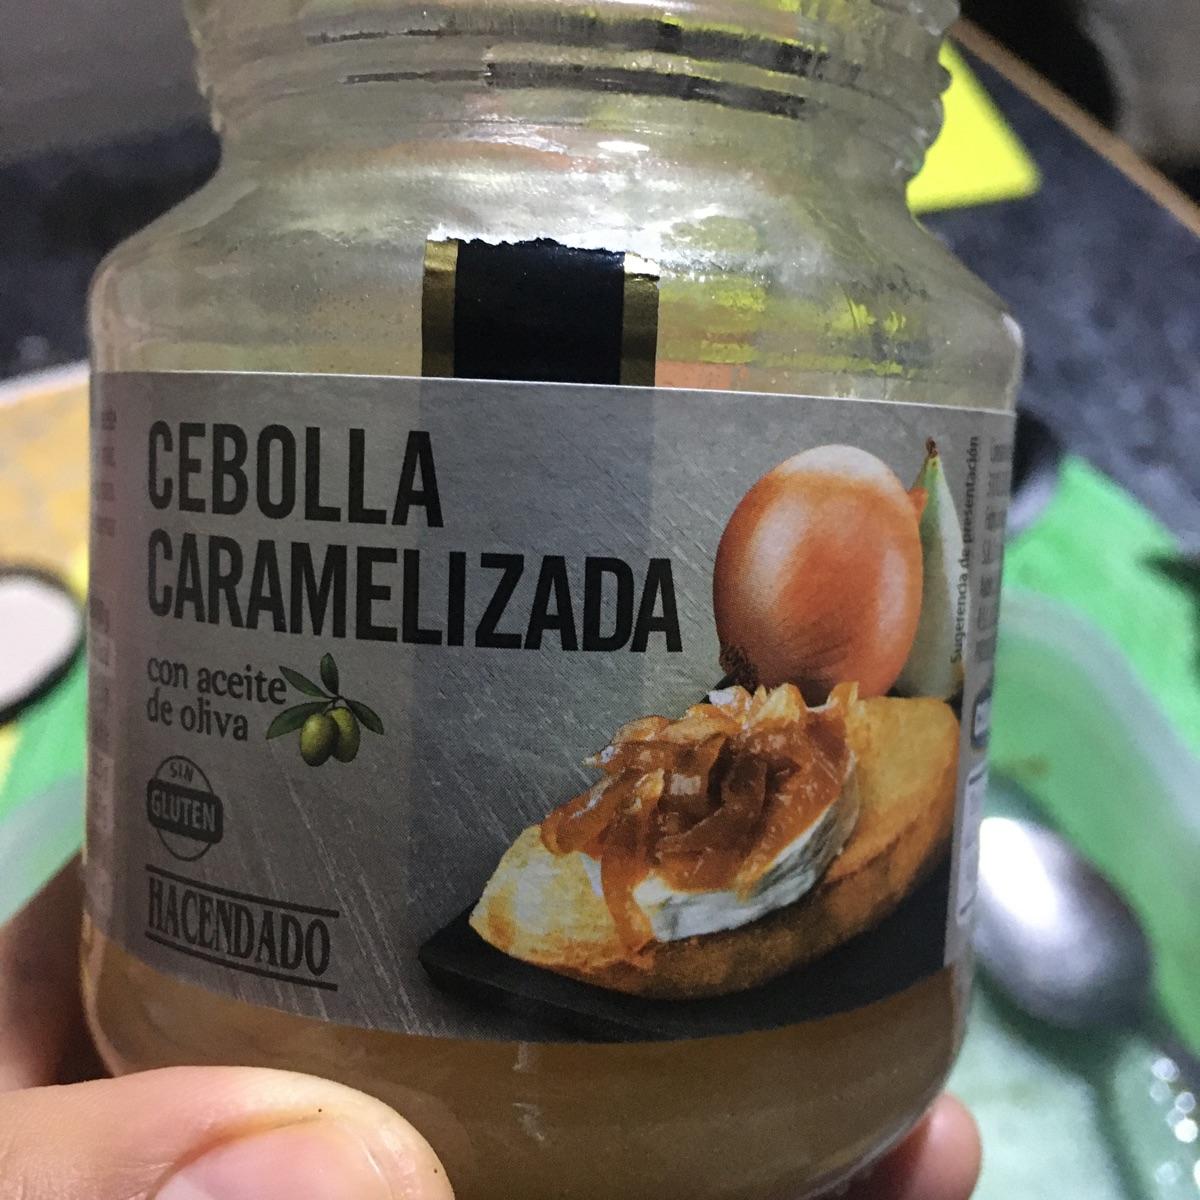 CEBOLLA
CARAMELIZADA
con aceite
de oliva
SIN
GLUTEN
HACENDADO
Sugerencia de presentación